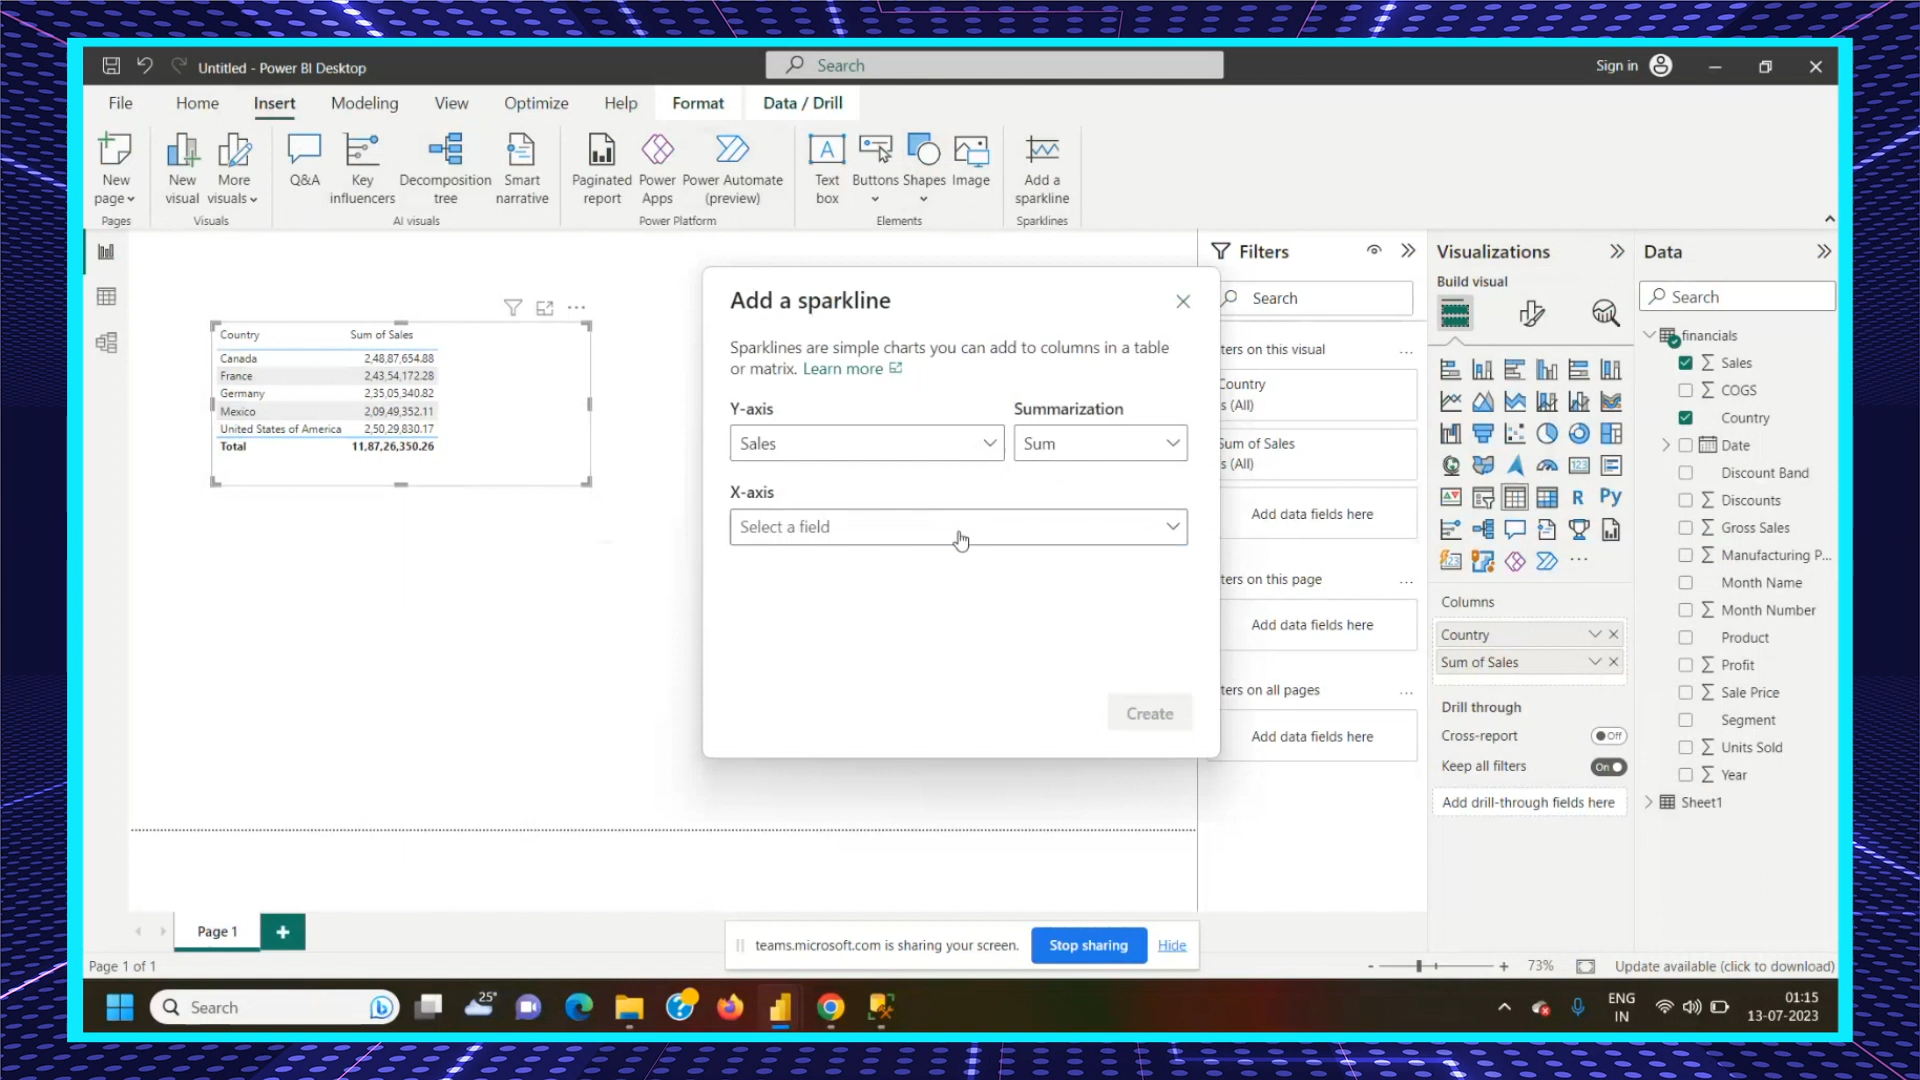 Untitled - Power BI Desktop
Search
Sign in
File
Home
Insert
Modeling
View
Optimize
Help
Format
Data / Drill
New page
New visual
More visuals
Q&A
Key influencers
Decomposition tree
Smart narrative
Paginated report
Power Apps
Power Automate (preview)
Text box
Buttons
Shapes
Image
Add a sparkline
Pages
Visuals
AI visuals
Power Platform
Elements
Sparklines
Country Sum of Sales
Canada 2,48,87,654.88
France 2,43,54,172.28
Germany 2,35,05,340.82
Mexico 2,09,49,352.11
United States of America 2,50,29,830.17
Total 11,87,26,350.26
Add a sparkline
Sparklines are simple charts you can add to columns in a table
or matrix. Learn more
Y-axis
Summarization
Sales
Sum
X-axis
Select a field
Create
Filters
Search
ters on this visual
...
Country
s (All)
Sum of Sales
s (All)
Add data fields here
ters on this page
...
Add data fields here
ters on all pages
...
Add data fields here
Visualizations
Build visual
123
R
Py
Columns
Country
Sum of Sales
Drill through
Cross-report
Off
Keep all filters
On
Add drill-through fields here
Data
Search
financials
Sales
COGS
Country
Date
Discount Band
Discounts
Gross Sales
Manufacturing P...
Month Name
Month Number
Product
Profit
Sale Price
Segment
Units Sold
Year
Sheet1
Page 1
teams.microsoft.com is sharing your screen.
Stop sharing
Hide
Page 1 of 1
73%
Update available (click to download)
Search
25°
ENG
IN
01:15
13-07-2023